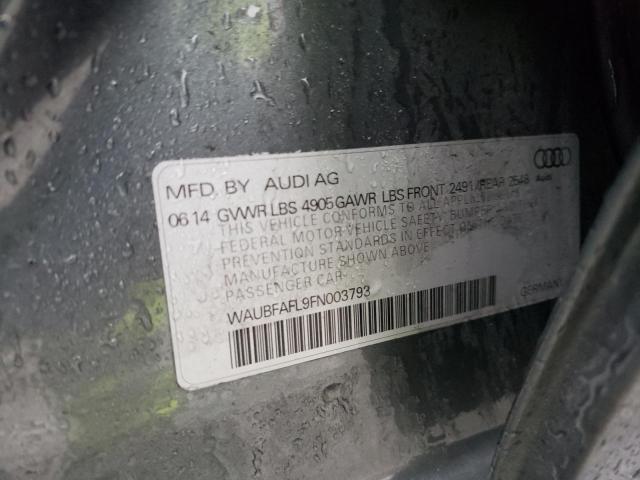 MFD. BY AUDI AG
06.14 GVWR LBS 4905 GAWR LBS FRONT 2491 /REAR 2548
Audi
THIS VEHICLE CONFORMS TO ALL APPLICABLE
FEDERAL MOTOR VEHICLE SAFETY, BUMPER
PREVENTION STANDARDS IN EFFECT
MANUFACTURE SHOWN ABOVE.
PASSENGER CAR
WAUBFAFL9FN003793
GERMANY